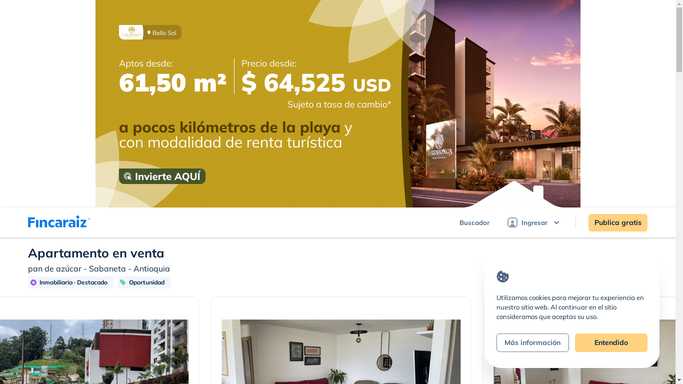 Bello Sol
Aptos desde:
61,50 m²
Precio desde:
$ 64,525 USD
Sujeto a tasa de cambio*
a pocos kilómetros de la playa y
con modalidad de renta turística
Invierte AQUÍ
Fincaraiz
Buscador
Ingresar
Publica gratis
Apartamento en venta
pan de azúcar - Sabaneta - Antioquia
Inmobiliaria · Destacado
Oportunidad
Utilizamos cookies para mejorar tu experiencia en
nuestro sitio web. Al continuar en el sitio
consideramos que aceptas su uso.
Más información
Entendido